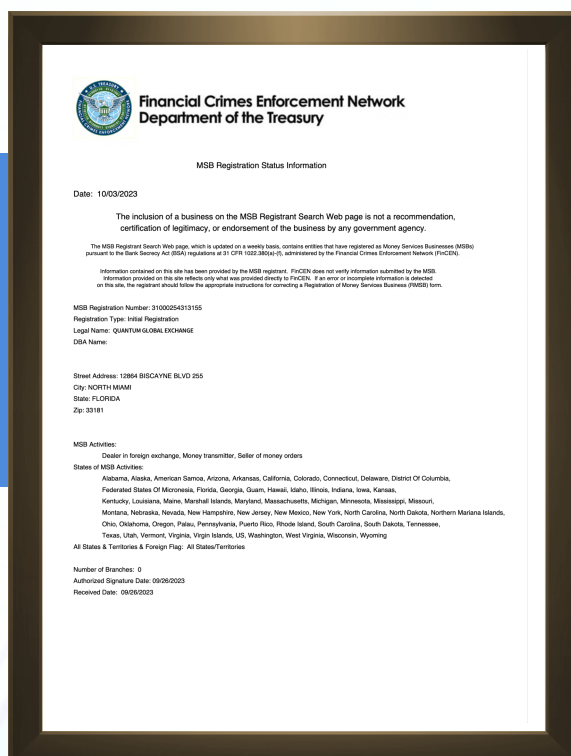 Financial Crimes Enforcement Network
Department of the Treasury
MSB Registration Status Information
Date: 10/03/2023
The inclusion of a business on the MSB Registrant Search Web page is not a recommendation,
certification of legitimacy, or endorsement of the business by any government agency.
The MSB Registrant Search Web page, which is updated on a weekly basis, contains entities that have registered as Money Services Businesses (MSBs)
pursuant to the Bank Secrecy Act (BSA) regulations at 31 CFR 1022.380(a)-(f), administered by the Financial Crimes Enforcement Network (FinCEN).
Information contained on this site has been provided by the MSB registrant. FinCEN does not verify information submitted by the MSB.
Information provided on this site reflects only what was provided directly to FinCEN. If an error or incomplete information is detected
on this site, the registrant should follow the appropriate instructions for correcting a Registration of Money Services Business (RMSB) form.
MSB Registration Number: 31000254313155
Registration Type: Initial Registration
Legal Name: QUANTUM GLOBAL EXCHANGE
DBA Name:
Street Address: 12864 BISCAYNE BLVD 255
City: NORTH MIAMI
State: FLORIDA
Zip: 33181
MSB Activities:
Dealer in foreign exchange, Money transmitter, Seller of money orders
States of MSB Activities:
Alabama, Alaska, American Samoa, Arizona, Arkansas, California, Colorado, Connecticut, Delaware, District Of Columbia,
Federated States Of Micronesia, Florida, Georgia, Guam, Hawaii, Idaho, Illinois, Indiana, Iowa, Kansas,
Kentucky, Louisiana, Maine, Marshall Islands, Maryland, Massachusetts, Michigan, Minnesota, Mississippi, Missouri,
Montana, Nebraska, Nevada, New Hampshire, New Jersey, New Mexico, New York, North Carolina, North Dakota, Northern Mariana Islands,
Ohio, Oklahoma, Oregon, Palau, Pennsylvania, Puerto Rico, Rhode Island, South Carolina, South Dakota, Tennessee,
Texas, Utah, Vermont, Virginia, Virgin Islands, US, Washington, West Virginia, Wisconsin, Wyoming
All States & Territories & Foreign Flag: All States/Territories
Number of Branches: 0
Authorized Signature Date: 09/26/2023
Received Date: 09/26/2023